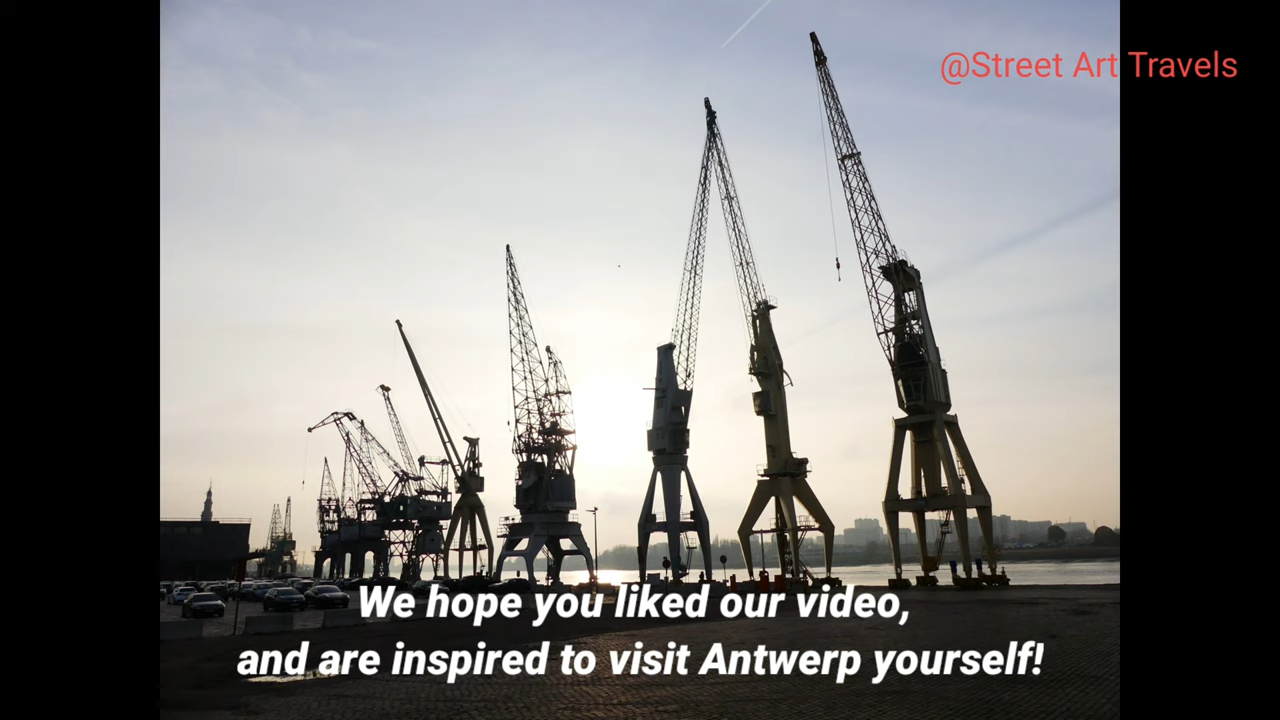 @Street Art Travels
We hope you liked our video,
and are inspired to visit Antwerp yourself!